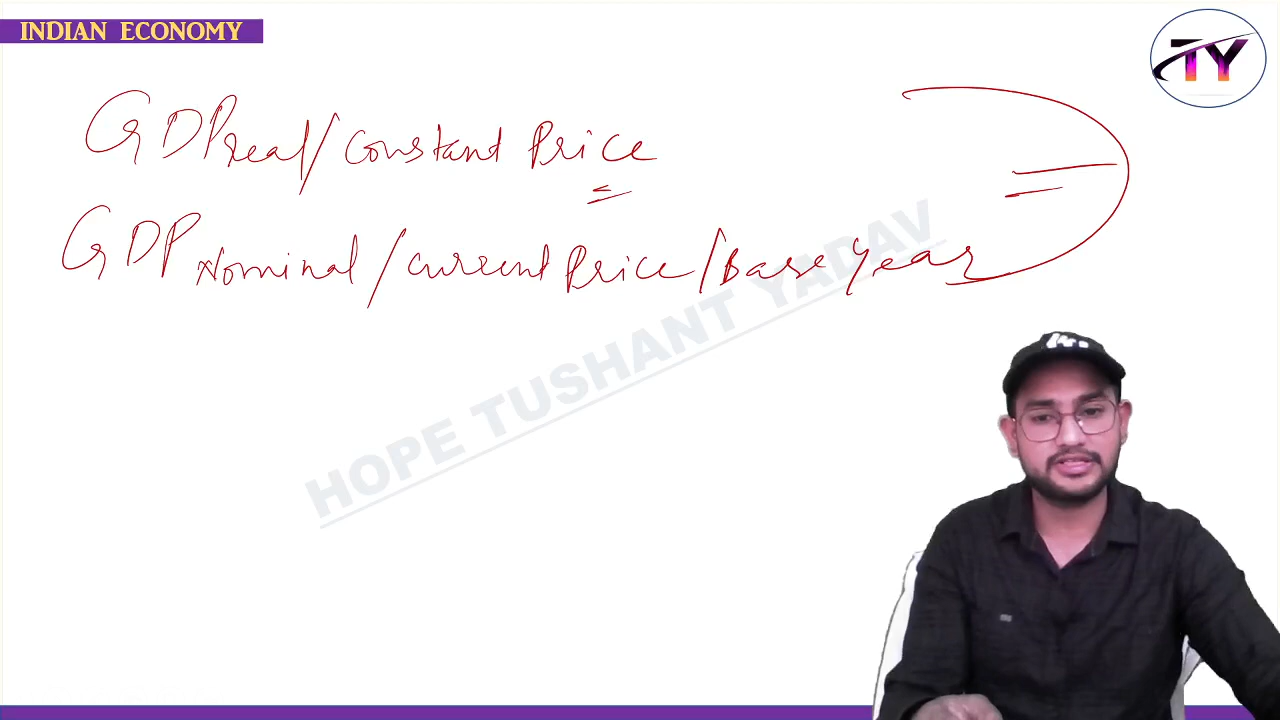 INDIAN ECONOMY
TY
GDP real / Constant Price
GDP Nominal / Current Price / Base Year
HOPE TUSHANT YADAV